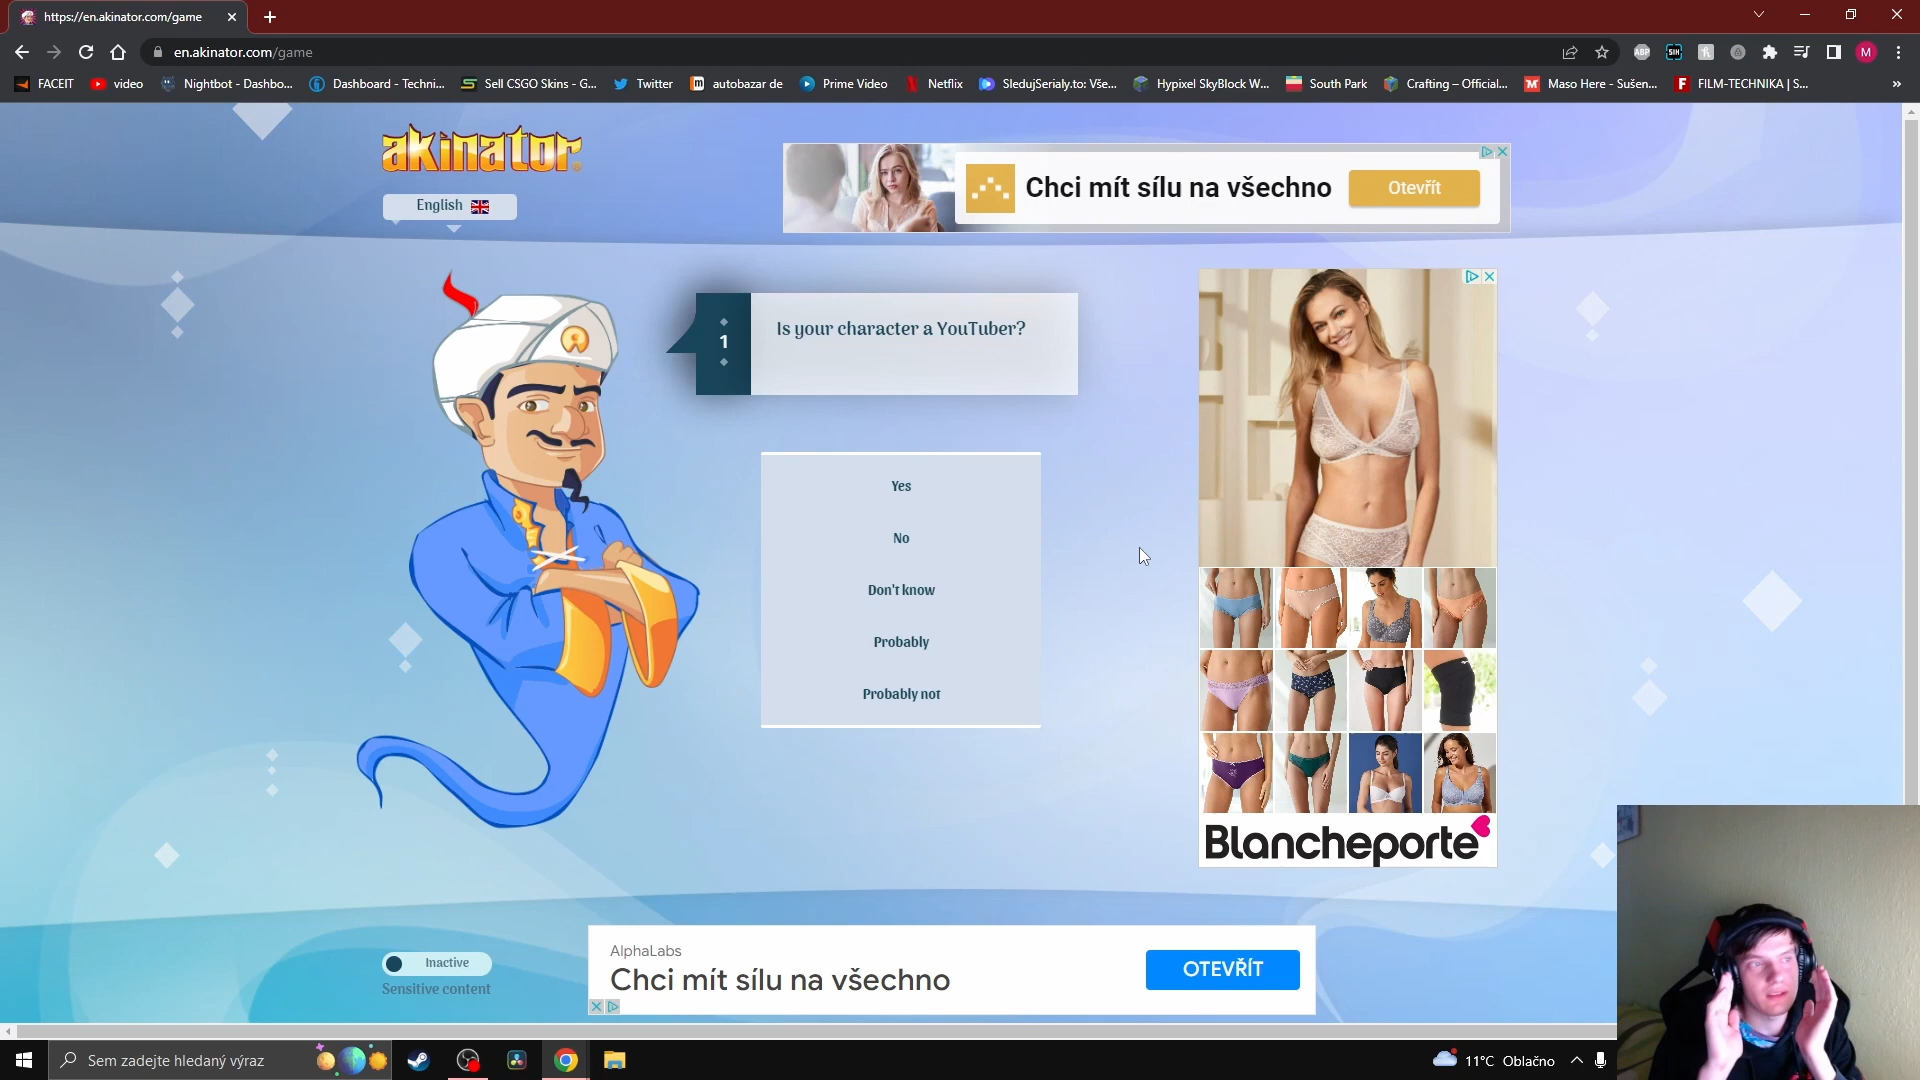 https://en.akinator.com/game
en.akinator.com/game
ABP
SIH
M
FACEIT
video
Nightbot - Dashbo...
Dashboard - Techni...
Sell CSGO Skins - G...
Twitter
autobazar de
Prime Video
Netflix
SledujSerialy.to: Vše...
Hypixel SkyBlock W...
South Park
Crafting – Official...
Maso Here - Sušen...
FILM-TECHNIKA | S...
»
akinator
English
Chci mít sílu na všechno
Otevřít
1
Is your character a YouTuber?
Yes
No
Don't know
Probably
Probably not
Blancheporte
Inactive
Sensitive content
AlphaLabs
Chci mít sílu na všechno
OTEVŘÍT
Sem zadejte hledaný výraz
11°C Oblačno